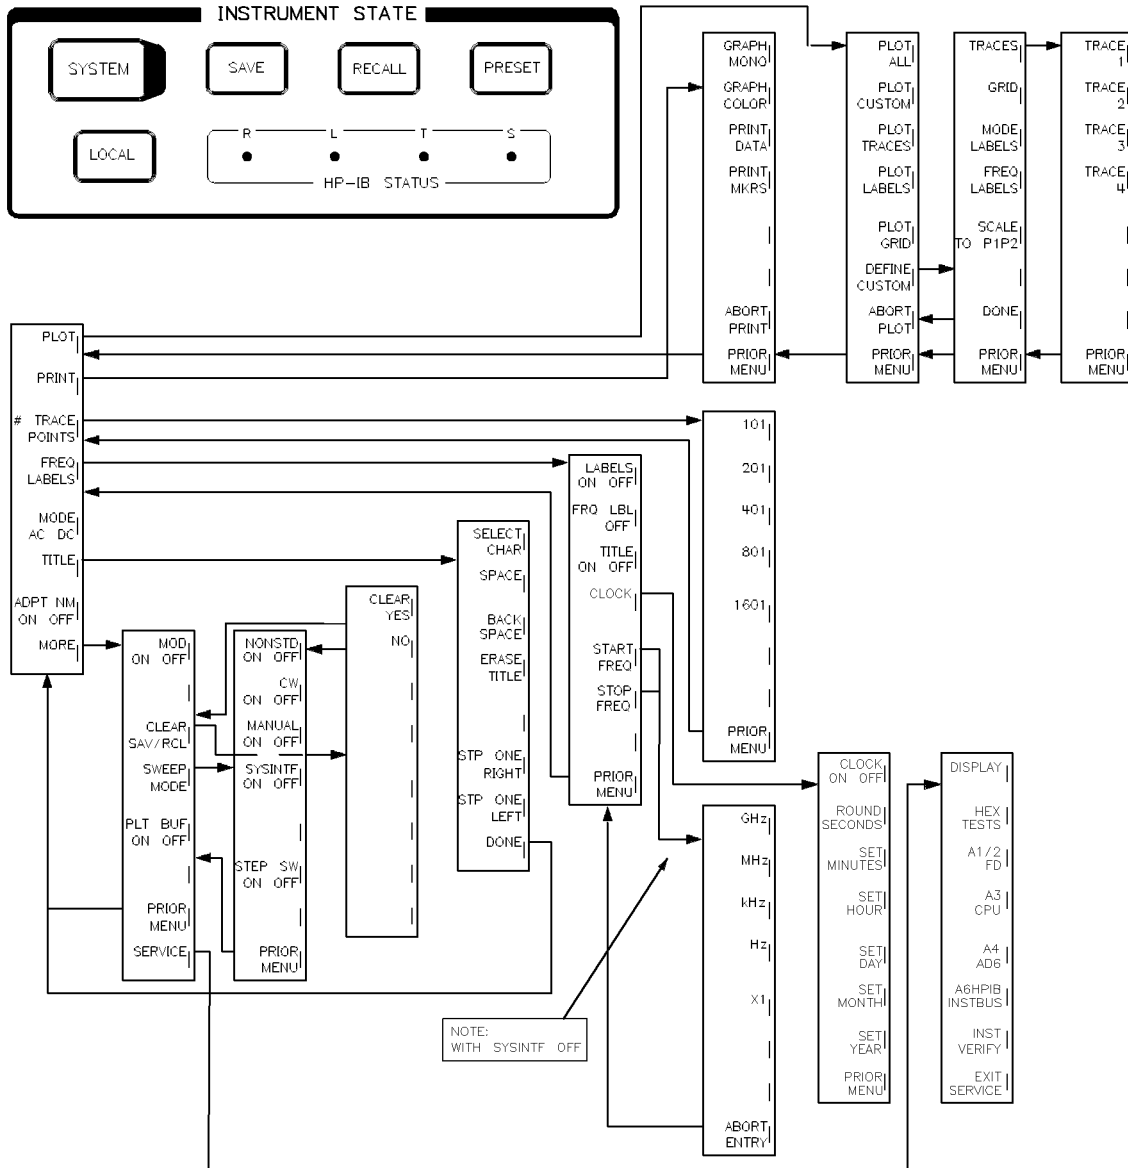 INSTRUMENT STATE
SYSTEM
SAVE
RECALL
PRESET
LOCAL
R L T S
HP-IB STATUS
GRAPH
MONO
GRAPH
COLOR
PRINT
DATA
PRINT
MKRS
ABORT
PRINT
PRIOR
MENU
PLOT
ALL
PLOT
CUSTOM
PLOT
TRACES
PLOT
LABELS
PLOT
GRID
DEFINE
CUSTOM
ABORT
PLOT
PRIOR
MENU
TRACES
GRID
MODE
LABELS
FREQ
LABELS
SCALE
TO P1P2
DONE
PRIOR
MENU
TRACE
1
TRACE
2
TRACE
3
TRACE
4
PRIOR
MENU
PLOT
PRINT
# TRACE
POINTS
FREQ
LABELS
MODE
AC DC
TITLE
ADPT NM
ON OFF
MORE
MOD
ON OFF
CLEAR
SAV/RCL
SWEEP
MODE
PLT BUF
ON OFF
PRIOR
MENU
SERVICE
NONSTD
ON OFF
CW
ON OFF
MANUAL
ON OFF
SYSINTF
ON OFF
STEP SW
ON OFF
PRIOR
MENU
CLEAR
YES
NO
SELECT
CHAR
SPACE
BACK
SPACE
ERASE
TITLE
STP ONE
RIGHT
STP ONE
LEFT
DONE
LABELS
ON OFF
FRQ LBL
OFF
TITLE
ON OFF
CLOCK
START
FREQ
STOP
FREQ
PRIOR
MENU
101
201
401
801
1601
PRIOR
MENU
GHz
MHz
kHz
Hz
X1
ABORT
ENTRY
CLOCK
ON OFF
ROUND
SECONDS
SET
MINUTES
SET
HOUR
SET
DAY
SET
MONTH
SET
YEAR
PRIOR
MENU
DISPLAY
HEX
TESTS
A1/2
FD
A3
CPU
A4
AD6
A6HPIB
INSTBUS
INST
VERIFY
EXIT
SERVICE
NOTE:
WITH SYSINTF OFF